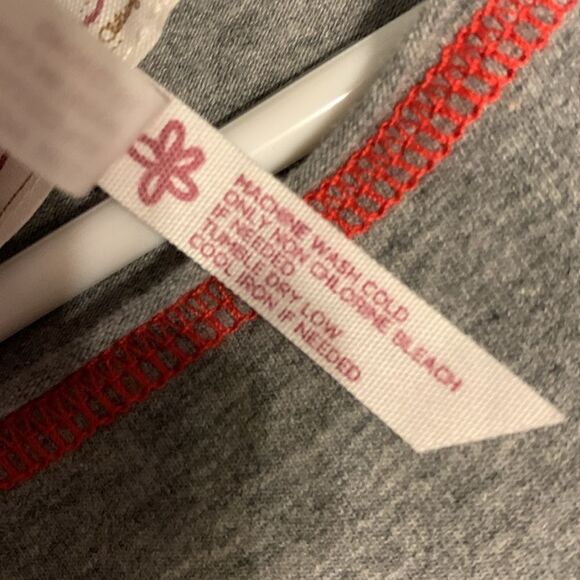 MACHINE WASH COLD
ONLY NON CHLORINE BLEACH
IF NEEDED
TUMBLE DRY LOW
COOL IRON IF NEEDED